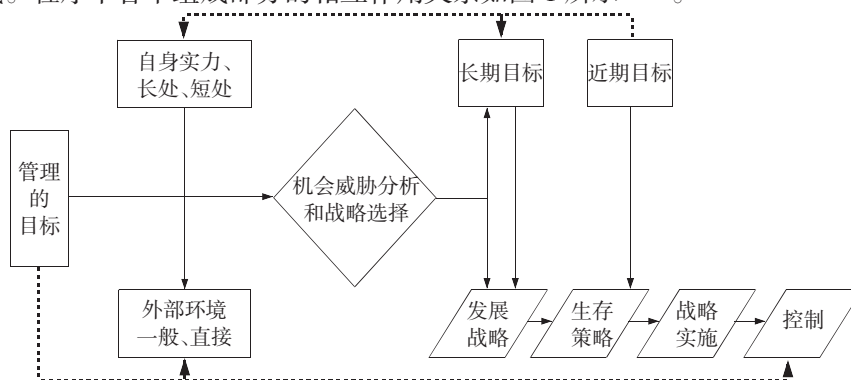 自身实力、
长处、短处
长期目标
近期目标
管理
的
目标
机会威胁分析
和战略选择
外部环境
一般、直接
发展
战略
生存
策略
战略
实施
控制